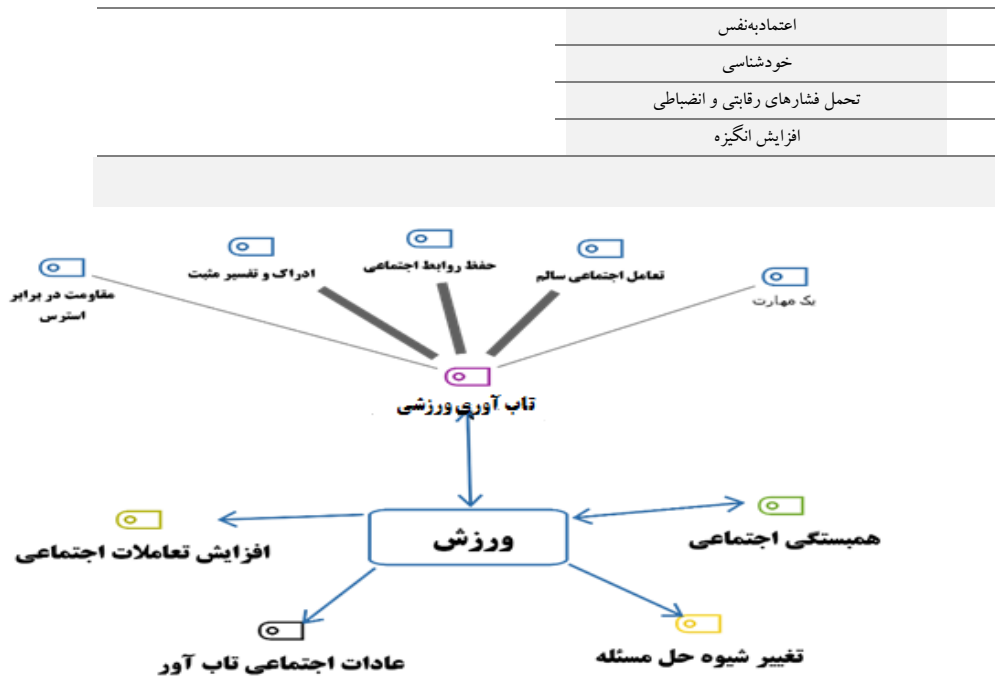 اعتمادبه‌نفس
خودشناسی
تحمل فشارهای رقابتی و انضباطی
افزایش انگیزه
حفظ روابط اجتماعی
تعامل اجتماعی سالم
ادراک و تفسیر مثبت
یک مهارت
مقاومت در برابر
استرس
تاب آوری ورزشی
ورزش
همبستگی اجتماعی
افزایش تعاملات اجتماعی
تغییر شیوه حل مسئله
عادات اجتماعی تاب آور